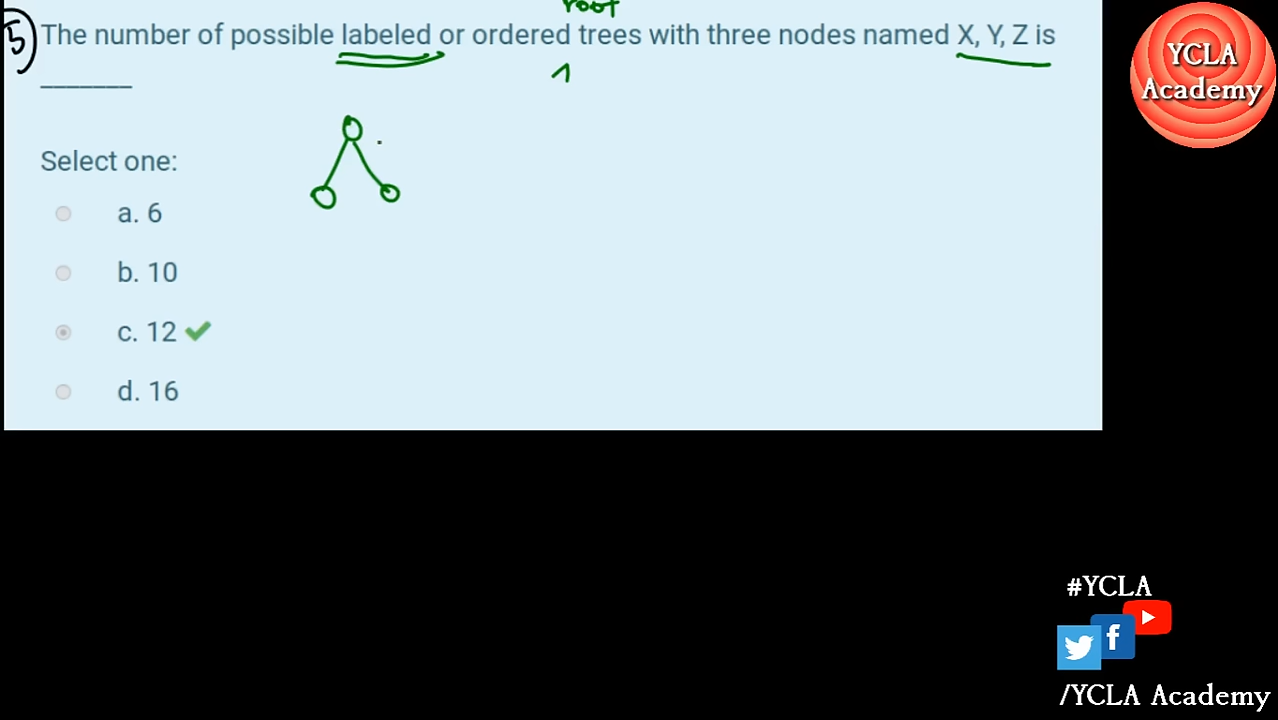 root
5 The number of possible labeled or ordered trees with three nodes named X, Y, Z is
_______
Select one:
a. 6
b. 10
c. 12
d. 16
YCLA
Academy
#YCLA
/YCLA Academy